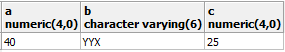 a b c
numeric(4,0) character varying(6) numeric(4,0)
40 YYX 25